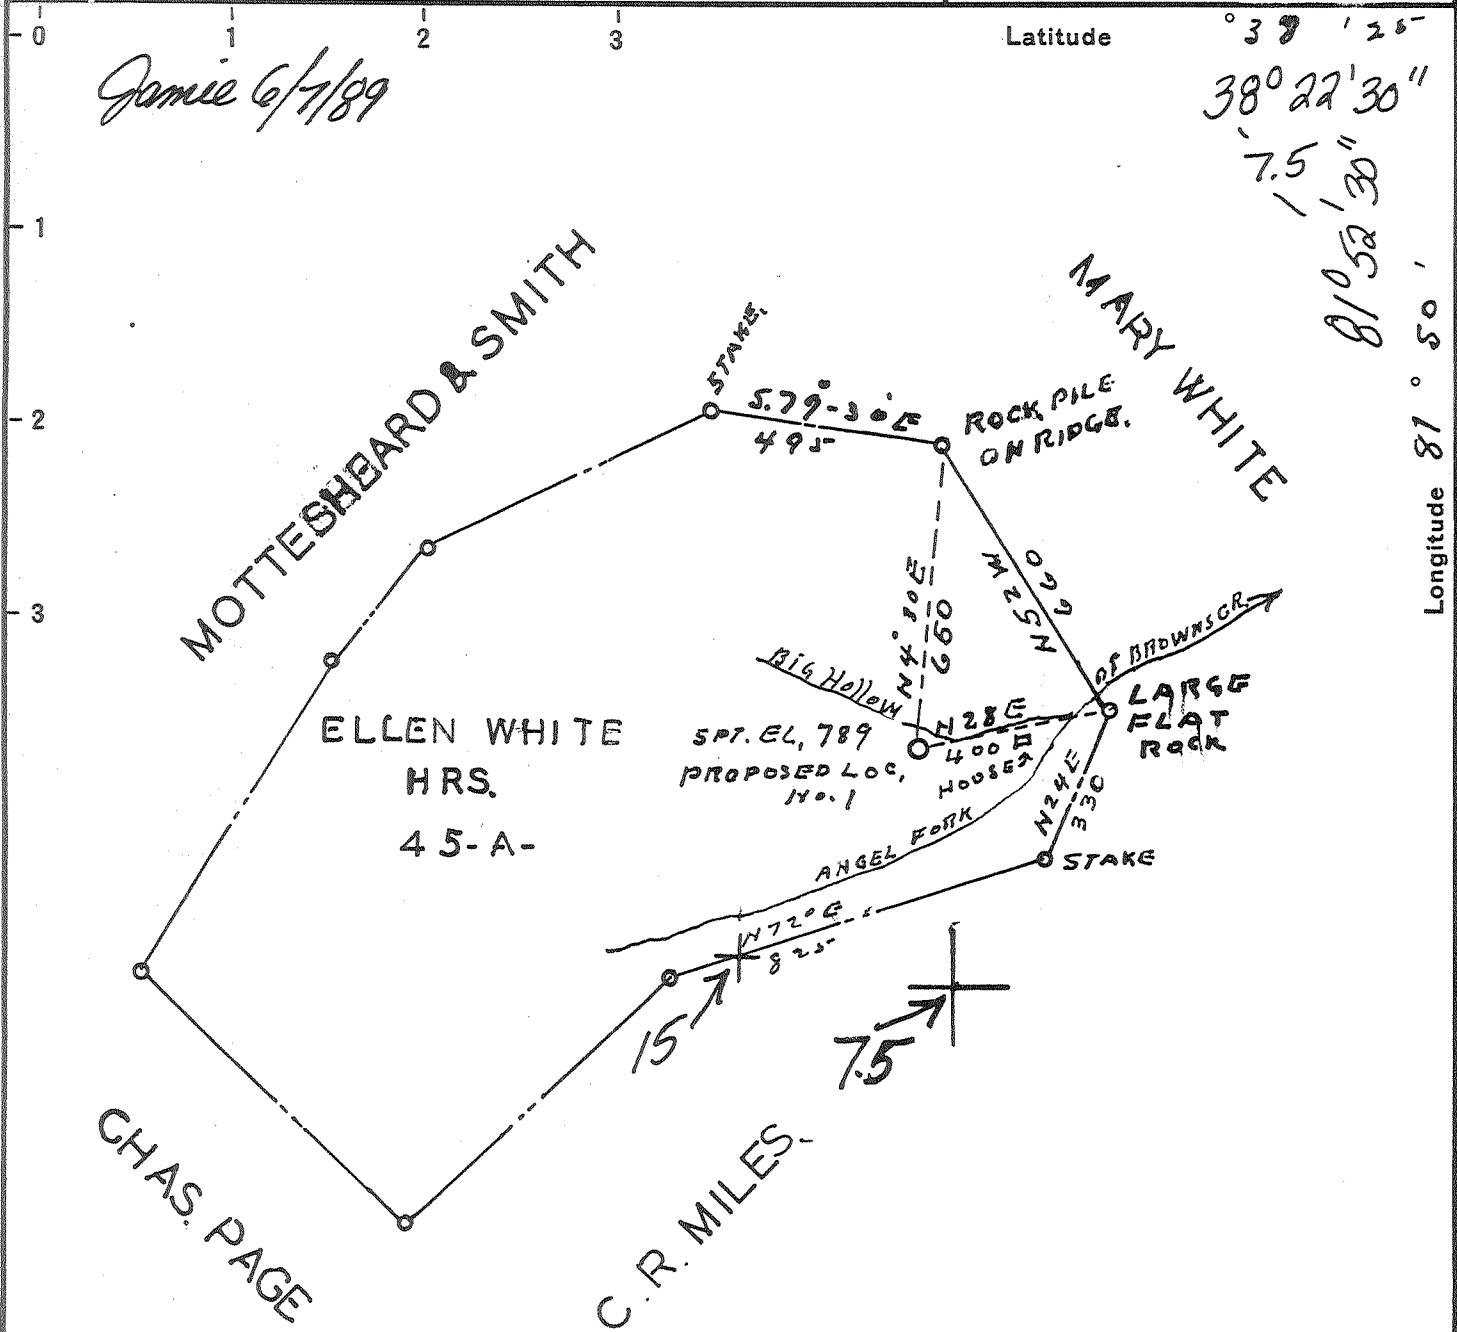 0 1 2 3 Latitude °38 '25
Jamie 6/7/89
38° 22' 30"
7.5
81° 52' 30"
1
2
3
Longitude 81° 50'
MOTTESHEARD & SMITH
MARY WHITE
STAKE.
S.79°-30'E
495
ROCK PILE
ON RIDGE.
N4°30E
660
N52W
660
BIG Hollow
OF BROWNS CR.
LARGE
FLAT
ROCK
ELLEN WHITE
HRS.
45-A-
SPT. EL, 789
PROPOSED LOC,
No. 1
N28E
400
HOUSE
N24E
330
ANGEL FORK
STAKE
N72°E
825
15
7.5
CHAS. PAGE
C. R. MILES-